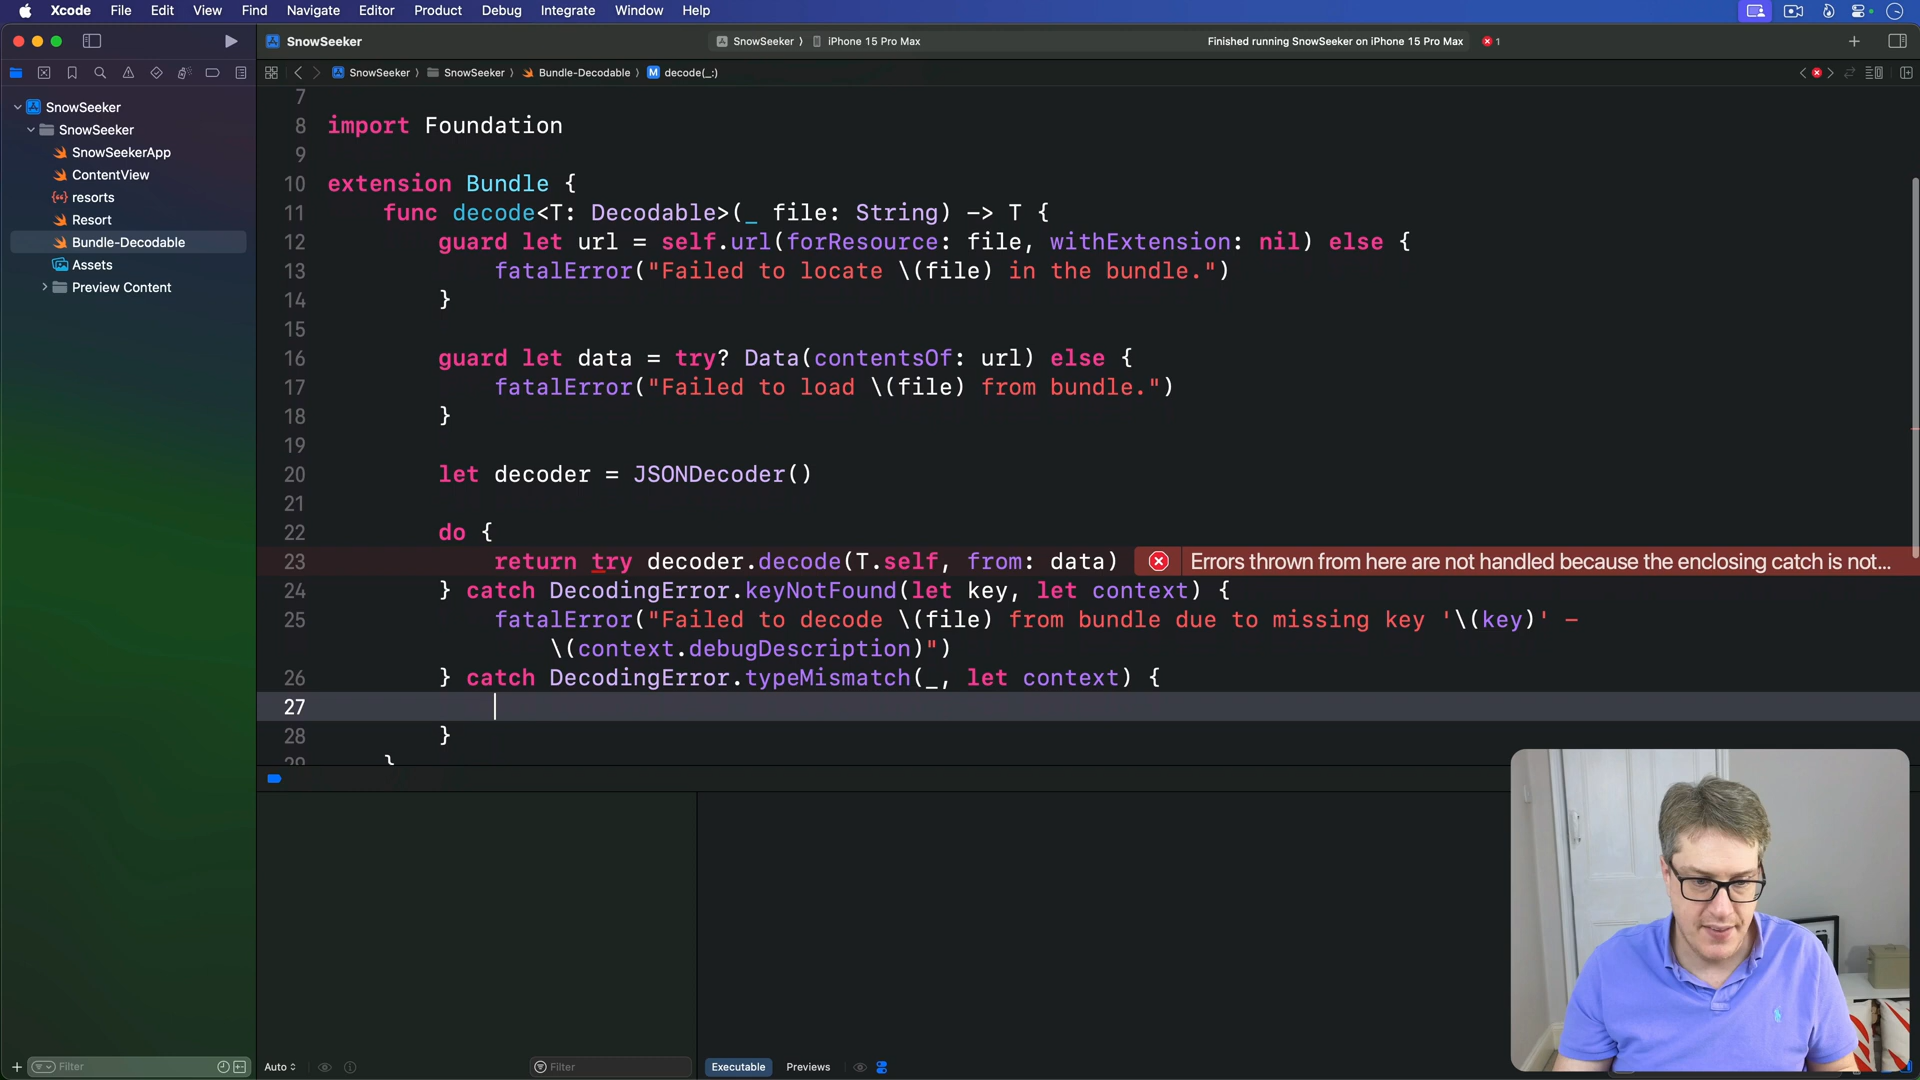 Xcode File Edit View Find Navigate Editor Product Debug Integrate Window Help
SnowSeeker
SnowSeeker 〉 iPhone 15 Pro Max
Finished running SnowSeeker on iPhone 15 Pro Max
1
SnowSeeker 〉 SnowSeeker 〉 Bundle-Decodable 〉 M decode(_:)
SnowSeeker
SnowSeeker
SnowSeekerApp
ContentView
resorts
Resort
Bundle-Decodable
Assets
Preview Content
7
8 import Foundation
9
10 extension Bundle {
11 func decode<T: Decodable>(_ file: String) -> T {
12 guard let url = self.url(forResource: file, withExtension: nil) else {
13 fatalError("Failed to locate \(file) in the bundle.")
14 }
15
16 guard let data = try? Data(contentsOf: url) else {
17 fatalError("Failed to load \(file) from bundle.")
18 }
19
20 let decoder = JSONDecoder()
21
22 do {
23 return try decoder.decode(T.self, from: data) Errors thrown from here are not handled because the enclosing catch is not...
24 } catch DecodingError.keyNotFound(let key, let context) {
25 fatalError("Failed to decode \(file) from bundle due to missing key '\(key)' –
\(context.debugDescription)")
26 } catch DecodingError.typeMismatch(_, let context) {
27
28 }
29 }
Filter
Auto
Filter
Executable Previews